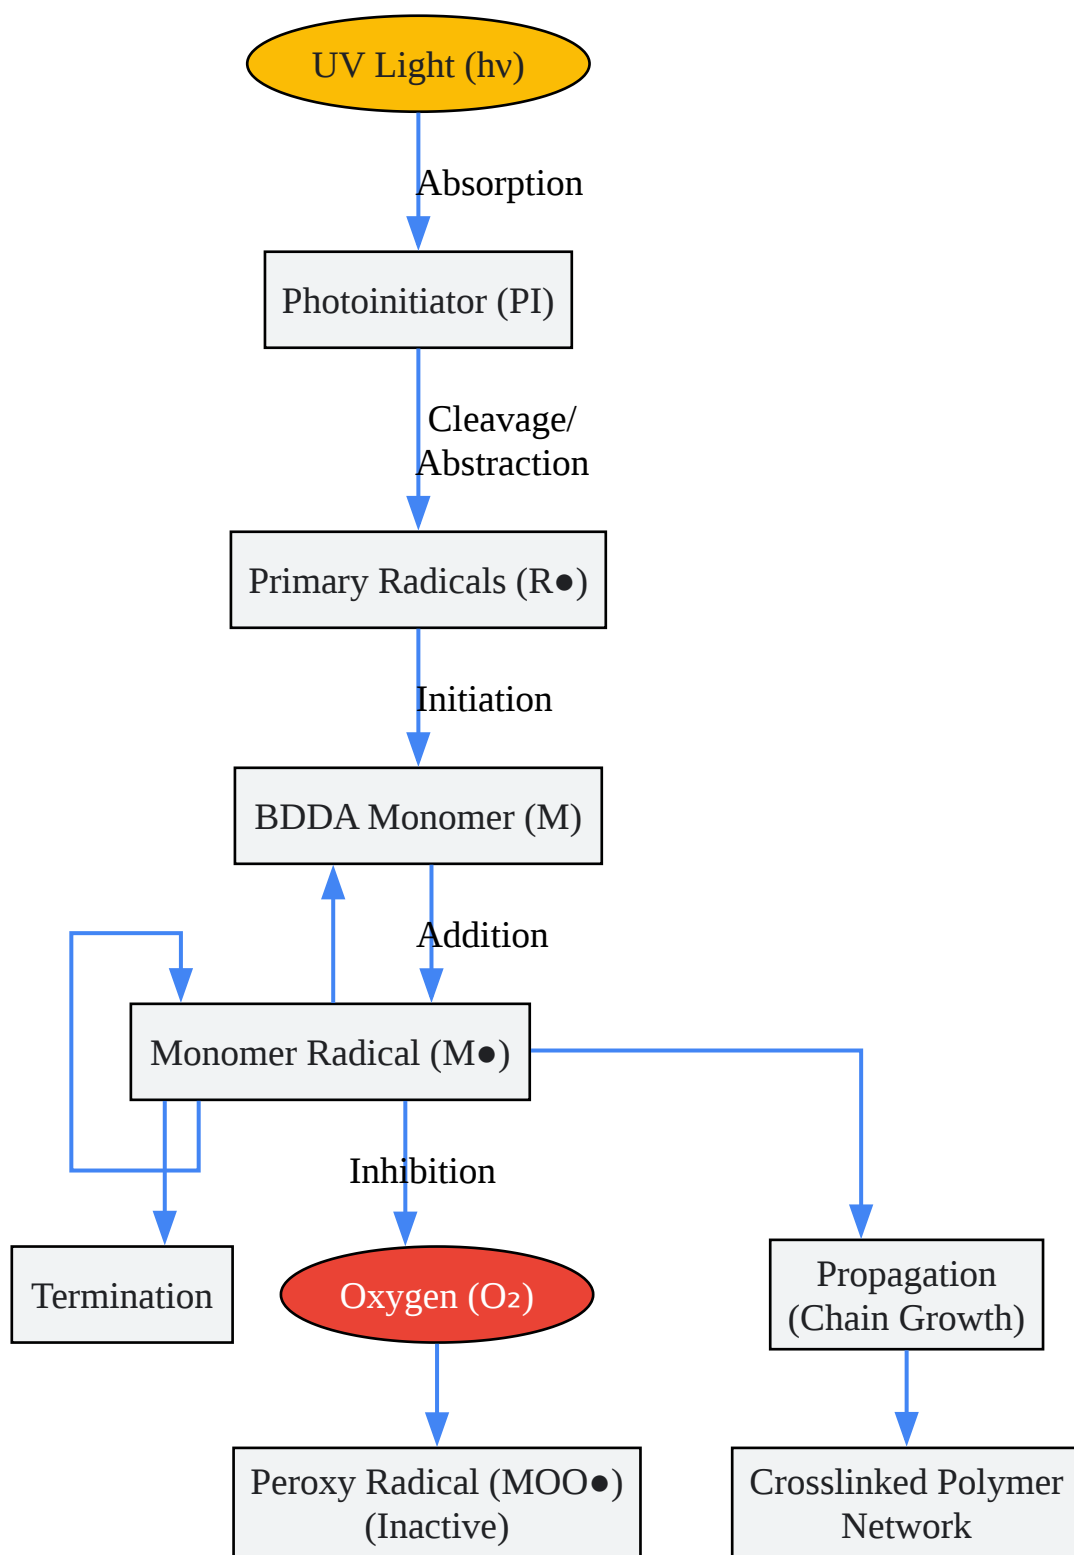 UV Light (hν)
Absorption
Photoinitiator (PI)
Cleavage/
Abstraction
Primary Radicals (R●)
Initiation
BDDA Monomer (M)
Addition
Monomer Radical (M●)
Inhibition
Termination
Oxygen (O₂)
Propagation
(Chain Growth)
Peroxy Radical (MOO●)
(Inactive)
Crosslinked Polymer
Network